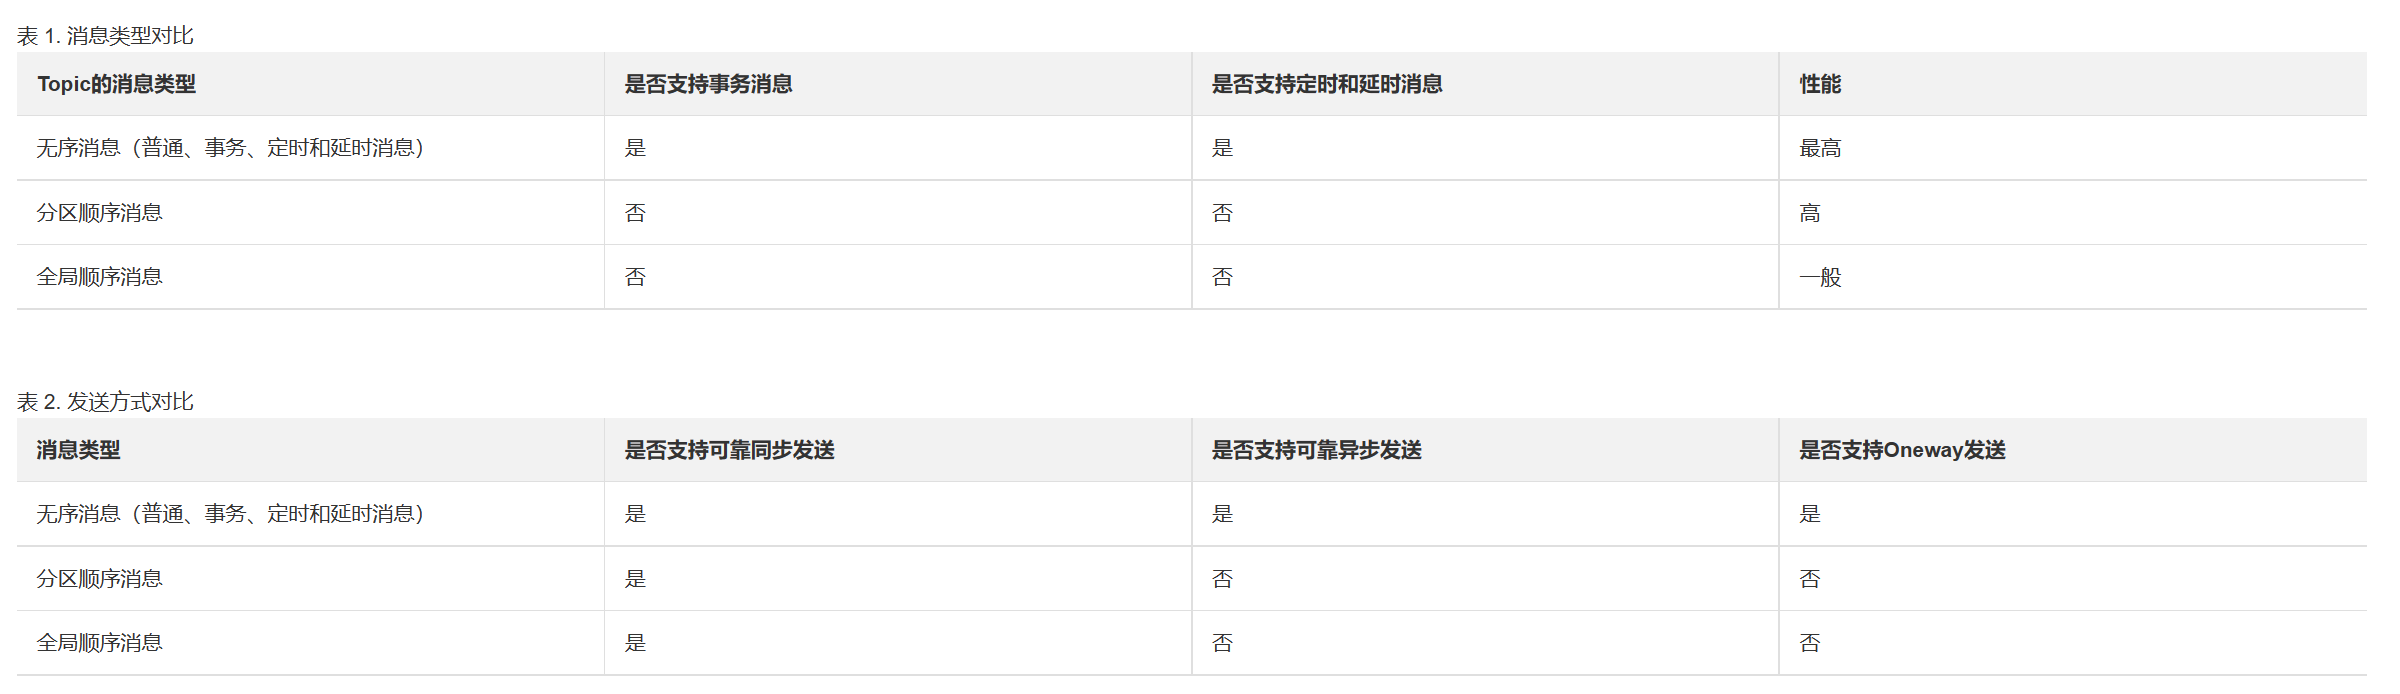 表 1. 消息类型对比
Topic的消息类型 是否支持事务消息 是否支持定时和延时消息 性能
无序消息（普通、事务、定时和延时消息） 是 是 最高
分区顺序消息 否 否 高
全局顺序消息 否 否 一般
表 2. 发送方式对比
消息类型 是否支持可靠同步发送 是否支持可靠异步发送 是否支持Oneway发送
无序消息（普通、事务、定时和延时消息） 是 是 是
分区顺序消息 是 否 否
全局顺序消息 是 否 否